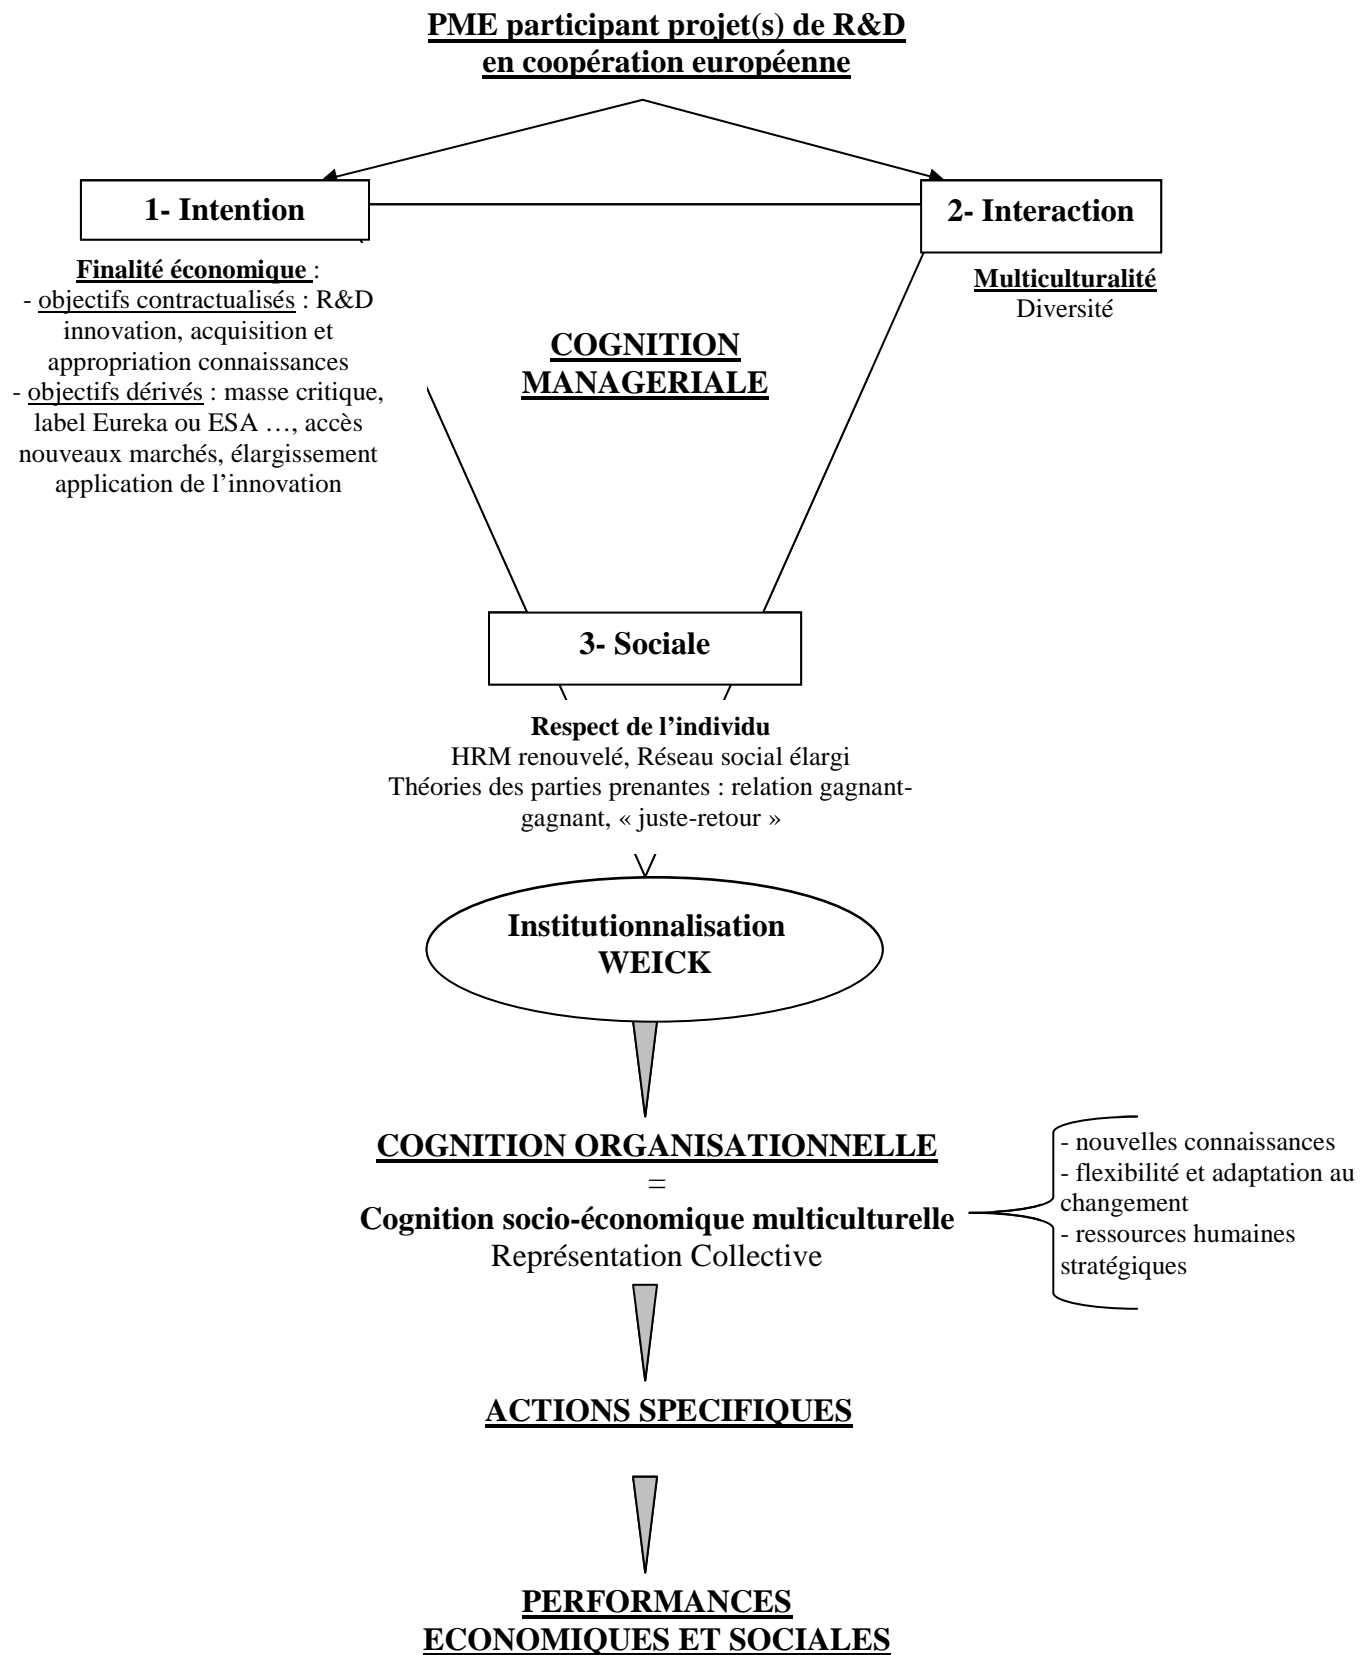 PME participant projet(s) de R&D
en coopération européenne
1- Intention
2- Interaction
Finalité économique :
- objectifs contractualisés : R&D
innovation, acquisition et
appropriation connaissances
- objectifs dérivés : masse critique,
label Eureka ou ESA …, accès
nouveaux marchés, élargissement
application de l’innovation
Multiculturalité
Diversité
COGNITION
MANAGERIALE
3- Sociale
Respect de l’individu
HRM renouvelé, Réseau social élargi
Théories des parties prenantes : relation gagnant-
gagnant, « juste-retour »
Institutionnalisation
WEICK
COGNITION ORGANISATIONNELLE
=
Cognition socio-économique multiculturelle
Représentation Collective
- nouvelles connaissances
- flexibilité et adaptation au
changement
- ressources humaines
stratégiques
ACTIONS SPECIFIQUES
PERFORMANCES
ECONOMIQUES ET SOCIALES